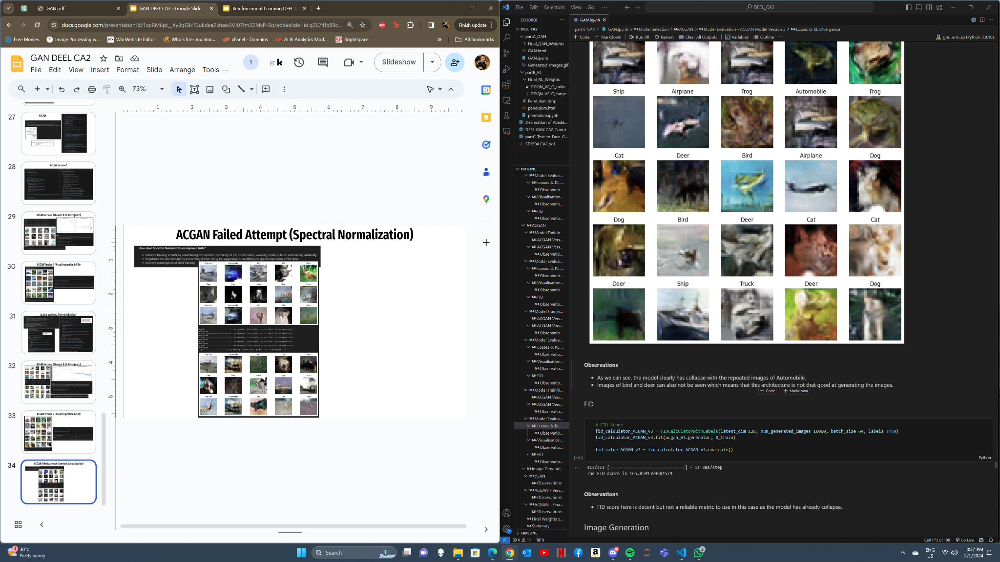 GAN.pdf
GAN DEEL CA2 - Google Slides
Reinforcement Learning DEEL C
docs.google.com/presentation/d/1xpRM6pt__Xy3gEBx73ukdeaZxhaw3VJ07fm2ZMzP-Bo/edit#slide=id.g2674fb89c...
Finish update
Free Movies
Image Processing w...
Wix Website Editor
Whois firesimulator...
cPanel - Domains
AI & Analytics Mod...
Brightspace
All Bookmarks
GAN DEEL CA2
File Edit View Insert Format Slide Arrange Tools ...
1
Slideshow
73%
1 2 3 4 5 6 7 8 9
27
ACGAN
28
ACGAN Version 1
29
ACGAN Version 1 (Losses & KL Divergence)
30
ACGAN Version 1 (Visual Inspection & FID)
31
ACGAN Version 2 (Kernel Initializer)
32
ACGAN Version 2 (Losses & KL Divergence)
33
ACGAN Version 2 (Visual Inspection & FID)
34
ACGAN Failed Attempt (Spectral Normalization)
1
2
3
4
5
ACGAN Failed Attempt (Spectral Normalization)
How does Spectral Normalization improve GAN?
• Stabilize training in GAN by constraining the Lipschitz continuity of the discriminator, avoiding mode collapse and training instability.
• Regularize the discriminator by preventing it from being too aggressive or overfitting to specified patterns of the data.
• Improve convergence of GAN training
Airplane Automobile Bird Cat Deer
Dog Frog Horse Ship Truck
Airplane Automobile Bird Cat Deer
Airplane Automobile Bird Cat Deer
Dog Frog Horse Ship Truck
Airplane Automobile Bird Cat Deer
File Edit Selection View Go ...
DEEL_CA2
EXPLORER
DEEL_CA2
partA_GAN
Final_GAN_Weights
GAN.html
GAN.ipynb
Generated_Images.gif
partB_RL
Final_RL_Weights
DDQN_V2_Q_onlin...
DDQN_V2_Q_targe...
Pendulum.bmp
pendulum.html
pendulum.ipynb
Declaration of Acade...
DEEL GAN CA2 Contri...
partC_Text-to-Face_G...
ST1504 CA2.pdf
OUTLINE
Model Evalua...
Losses & KL ...
Observatio...
Visualisation...
Observatio...
FID
Observatio...
ACGAN
Model Trainin...
ACGAN Vers...
ACGAN Vers...
Observatio...
Model Evalua...
Losses & KL ...
Observatio...
Visualisation...
Observatio...
FID
Observatio...
Model Trainin...
ACGAN Vers...
ACGAN Vers...
Observatio...
Model Evalua...
Losses & KL ...
Observatio...
Visualisation...
Observatio...
FID
Observatio...
Model Trainin...
ACGAN Vers...
ACGAN Vers...
Observatio...
Model Evalua...
Losses & KL ...
Observatio...
Visualisation...
Observatio...
FID
Observatio...
Image Generati...
cGAN
Observations
ACGAN - Vers...
Observations
ACGAN - Fina...
Observations
Final Weights S...
Summary
TIMELINE
GAN.ipynb
partA_GAN > GAN.ipynb > Model Selection > ACGAN > Model Evaluation - ACGAN Model Version 3 > Losses & KL Divergence
+ Code + Markdown Run All Restart Clear All Outputs Variables Outline ...
gpu_env_sp (Python 3.8.18)
Ship Airplane Frog Automobile Frog
Cat Deer Bird Airplane Dog
Dog Bird Deer Cat Cat
Deer Ship Truck Deer Dog
Observations
• As we can see, the model clearly has collapse with the repeated images of Automobile.
• Images of bird and deer can also not be seen which means that this architecture is not that good at generating the images.
+ Code + Markdown
FID
# FID Score
fid_calculator_ACGAN_v3 = FIDCalculatorWithLabels(latent_dim=128, num_generated_images=10000, batch_size=64, labels=True)
fid_calculator_ACGAN_v3.fit(acgan_V3.generator, X_train)
fid_value_ACGAN_v3 = fid_calculator_ACGAN_v3.evaluate()
[216]
Python
313/313 [==============================] - 1s 3ms/step
The FID score is 165.8591594684579
Observations
• FID score here is decent but not a reliable metric to use in this case as the model has already collapse.
Image Generation
0 11 0
Cell 173 of 198 Go Live
30°C
Partly sunny
Search
ENG
US
8:37 PM
2/1/2024